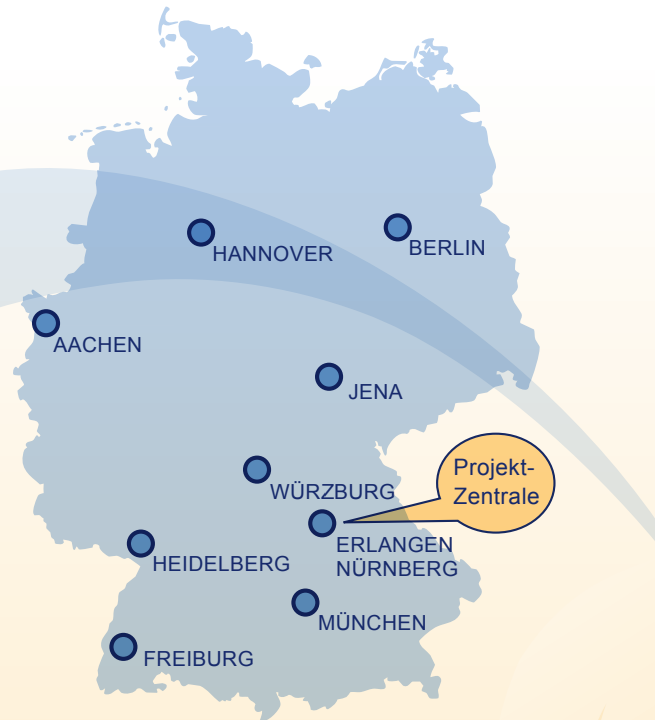 HANNOVER
BERLIN
AACHEN
JENA
WÜRZBURG
Projekt-
Zentrale
ERLANGEN
NÜRNBERG
HEIDELBERG
MÜNCHEN
FREIBURG